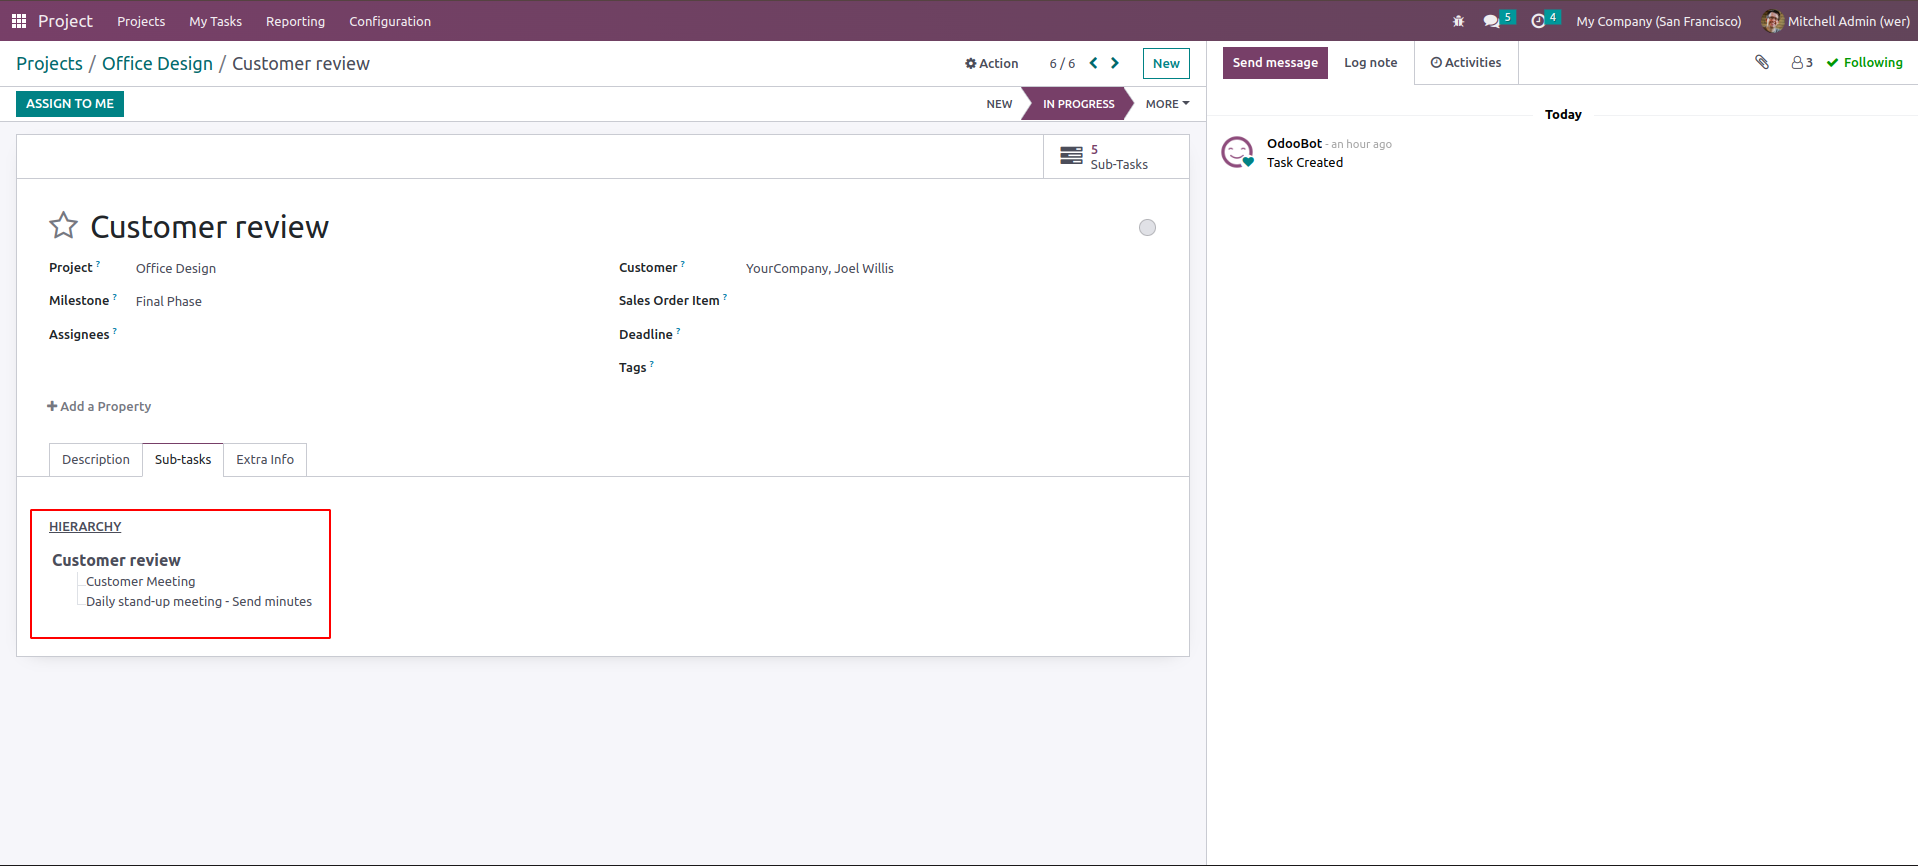 Project Projects My Tasks Reporting Configuration 5 4 My Company (San Francisco) Mitchell Admin (wer)
Projects / Office Design / Customer review Action 6 / 6 New
ASSIGN TO ME NEW IN PROGRESS MORE
5
Sub-Tasks
Customer review
Project ? Office Design
Milestone ? Final Phase
Assignees ?
Customer ? YourCompany, Joel Willis
Sales Order Item ?
Deadline ?
Tags ?
Add a Property
Description Sub-tasks Extra Info
HIERARCHY
Customer review
Customer Meeting
Daily stand-up meeting - Send minutes
Send message Log note Activities 3 Following
Today
OdooBot - an hour ago
Task Created